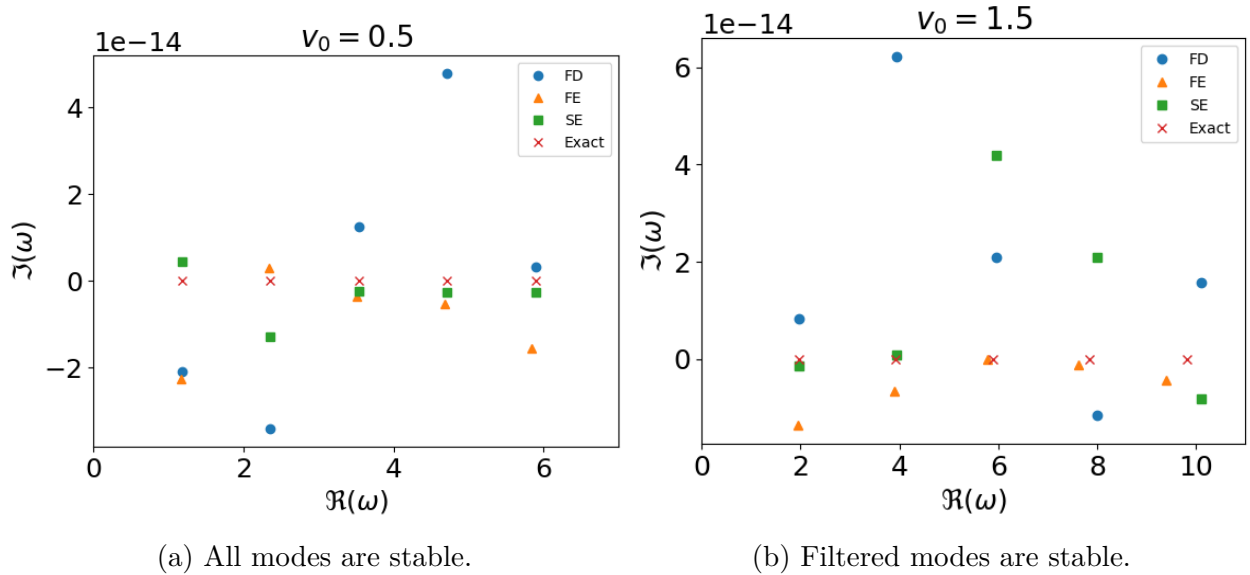 1e−14
v₀ = 0.5
4
2
0
−2
ℑ(ω)
0
2
4
6
ℜ(ω)
FD
FE
SE
Exact
(a) All modes are stable.
1e−14
v₀ = 1.5
6
4
2
0
ℑ(ω)
0
2
4
6
8
10
ℜ(ω)
FD
FE
SE
Exact
(b) Filtered modes are stable.